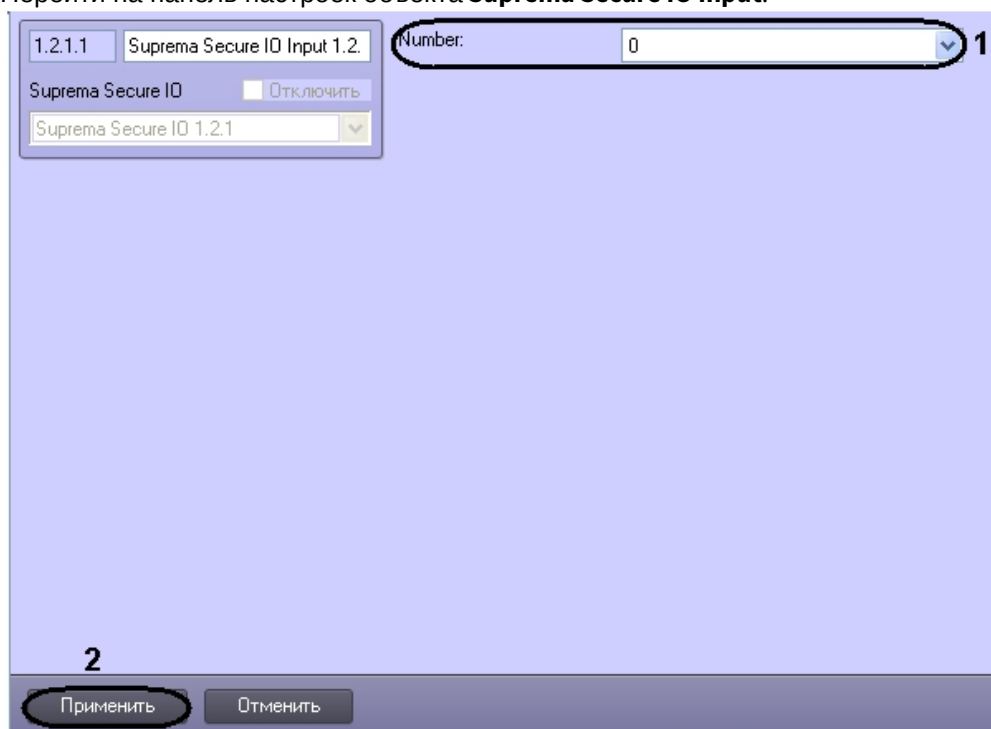 Перейти на панель настроек объекта Suprema Secure IO Input.
1.2.1.1 Suprema Secure IO Input 1.2. Number: 0 1
Suprema Secure IO Отключить
Suprema Secure IO 1.2.1
2
Применить Отменить